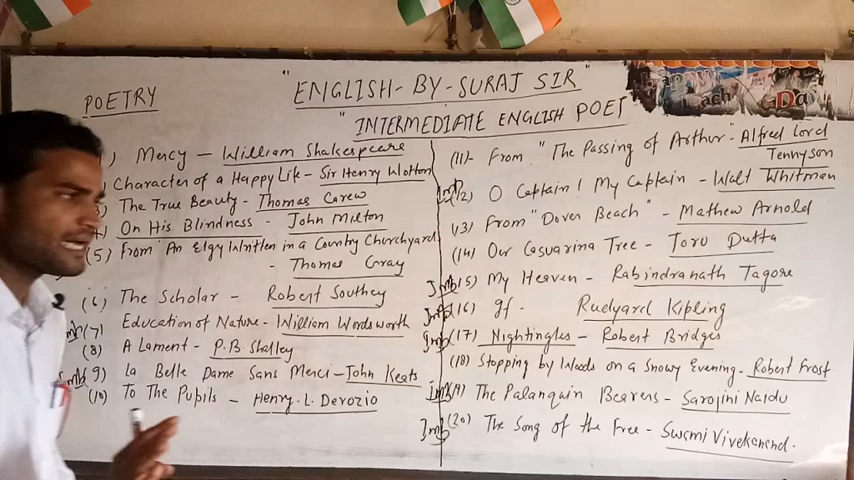 "ENGLISH-BY-SURAJ SIR"
"INTERMEDIATE ENGLISH POET
POETRY
) Mercy - William Shakespeare
Character of a Happy Life - Sir Henry Wotton
The True Beauty - Thomas Carew
On His Blindness - John Milton
(5) From "An Elgy Written in a Country Churchyard
- Thomas Gray
(6) The Scholar - Robert Southey
Imp (7) Education of Nature - William Wordsworth
(8) A Lament - P.B. Shelley
Imp 9) La Belle Dame Sans Merci - John Keats
(10) To The Pupils - Henry. L. Derozio
(11)- From "The Passing of Arthur" - Alfred Lord
Tennyson
Imp (12) O Captain! My Captain - Walt Whitman
(13) From "Dover Beach" - Mathew Arnold
(14) Our Casuarina Tree - Toru Dutta
Imp 15) My Heaven - Rabindranath Tagore
Imp (16) If - Rudyard Kipling
Imp (17) Nightingles - Robert Bridges
(18) Stopping by Woods on a Snowy Evening - Robert Frost
Imp The Palanquin Bearers - Sarojini Naidu
Imp (20) The Song of the Free - Swami Vivekanand.